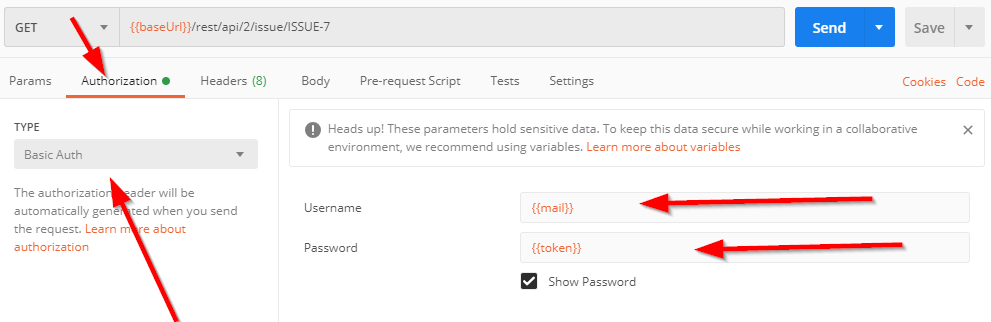 GET {{baseUrl}}/rest/api/2/issue/ISSUE-7 Send Save
Params Authorization Headers (8) Body Pre-request Script Tests Settings Cookies Code
TYPE
Basic Auth
The authorization header will be
automatically generated when you send
the request. Learn more about
authorization
Heads up! These parameters hold sensitive data. To keep this data secure while working in a collaborative
environment, we recommend using variables. Learn more about variables
Username {{mail}}
Password {{token}}
Show Password